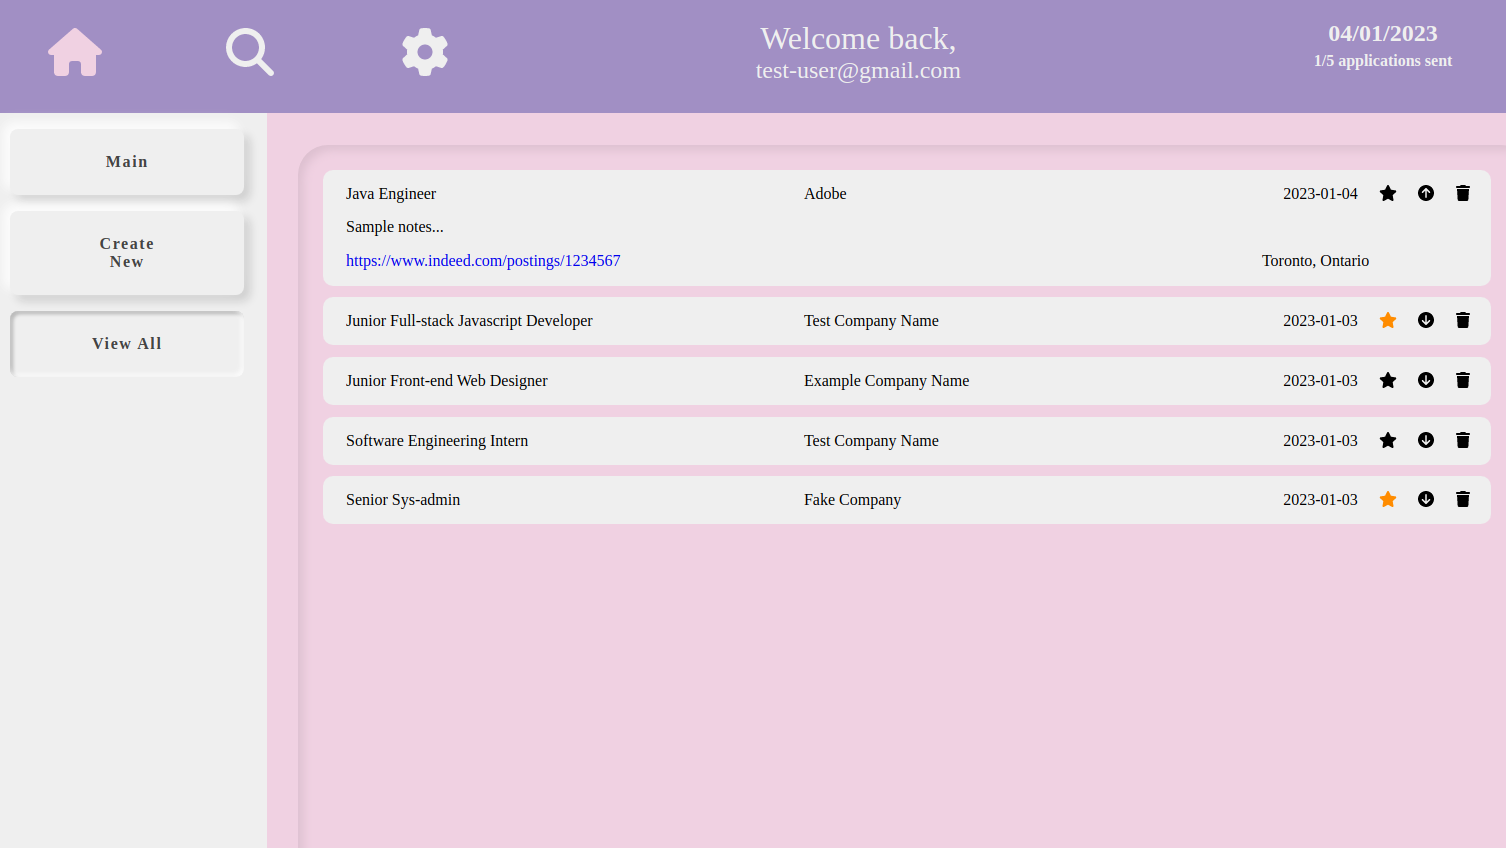 Welcome back,
test-user@gmail.com
04/01/2023
1/5 applications sent
Main
Create
New
View All
Java Engineer Adobe 2023-01-04
Sample notes...
https://www.indeed.com/postings/1234567 Toronto, Ontario
Junior Full-stack Javascript Developer Test Company Name 2023-01-03
Junior Front-end Web Designer Example Company Name 2023-01-03
Software Engineering Intern Test Company Name 2023-01-03
Senior Sys-admin Fake Company 2023-01-03